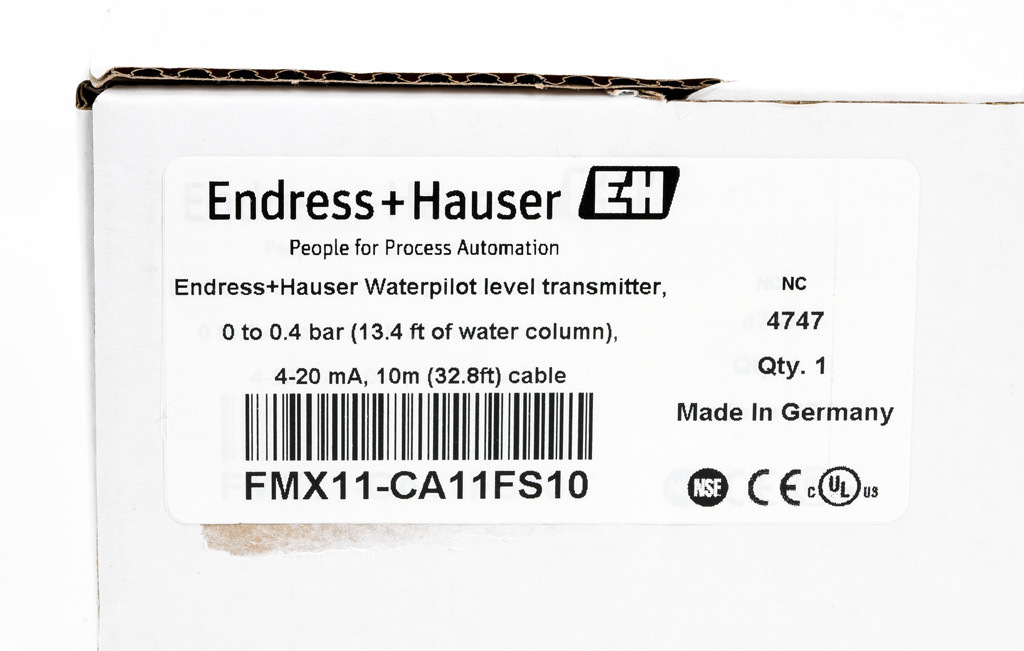 Endress+Hauser EH
People for Process Automation
Endress+Hauser Waterpilot level transmitter,
0 to 0.4 bar (13.4 ft of water column),
4-20 mA, 10m (32.8ft) cable
FMX11-CA11FS10
NC
4747
Qty. 1
Made In Germany
NSF CE c UL us